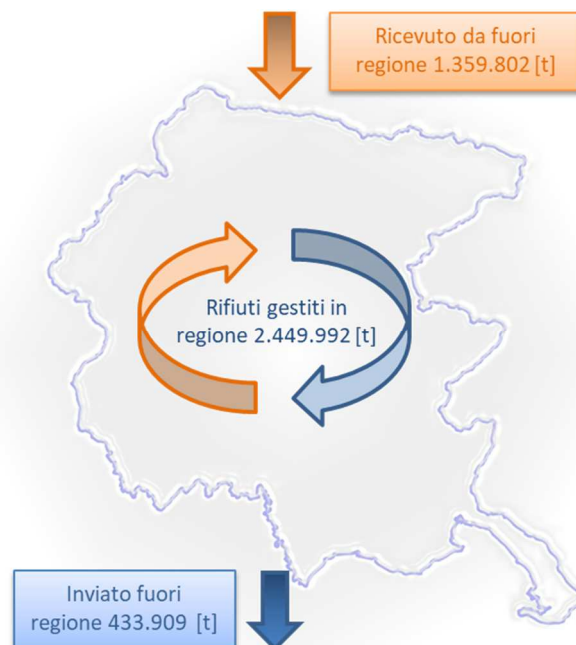 Ricevuto da fuori
regione 1.359.802 [t]
Rifiuti gestiti in
regione 2.449.992 [t]
Inviato fuori
regione 433.909 [t]